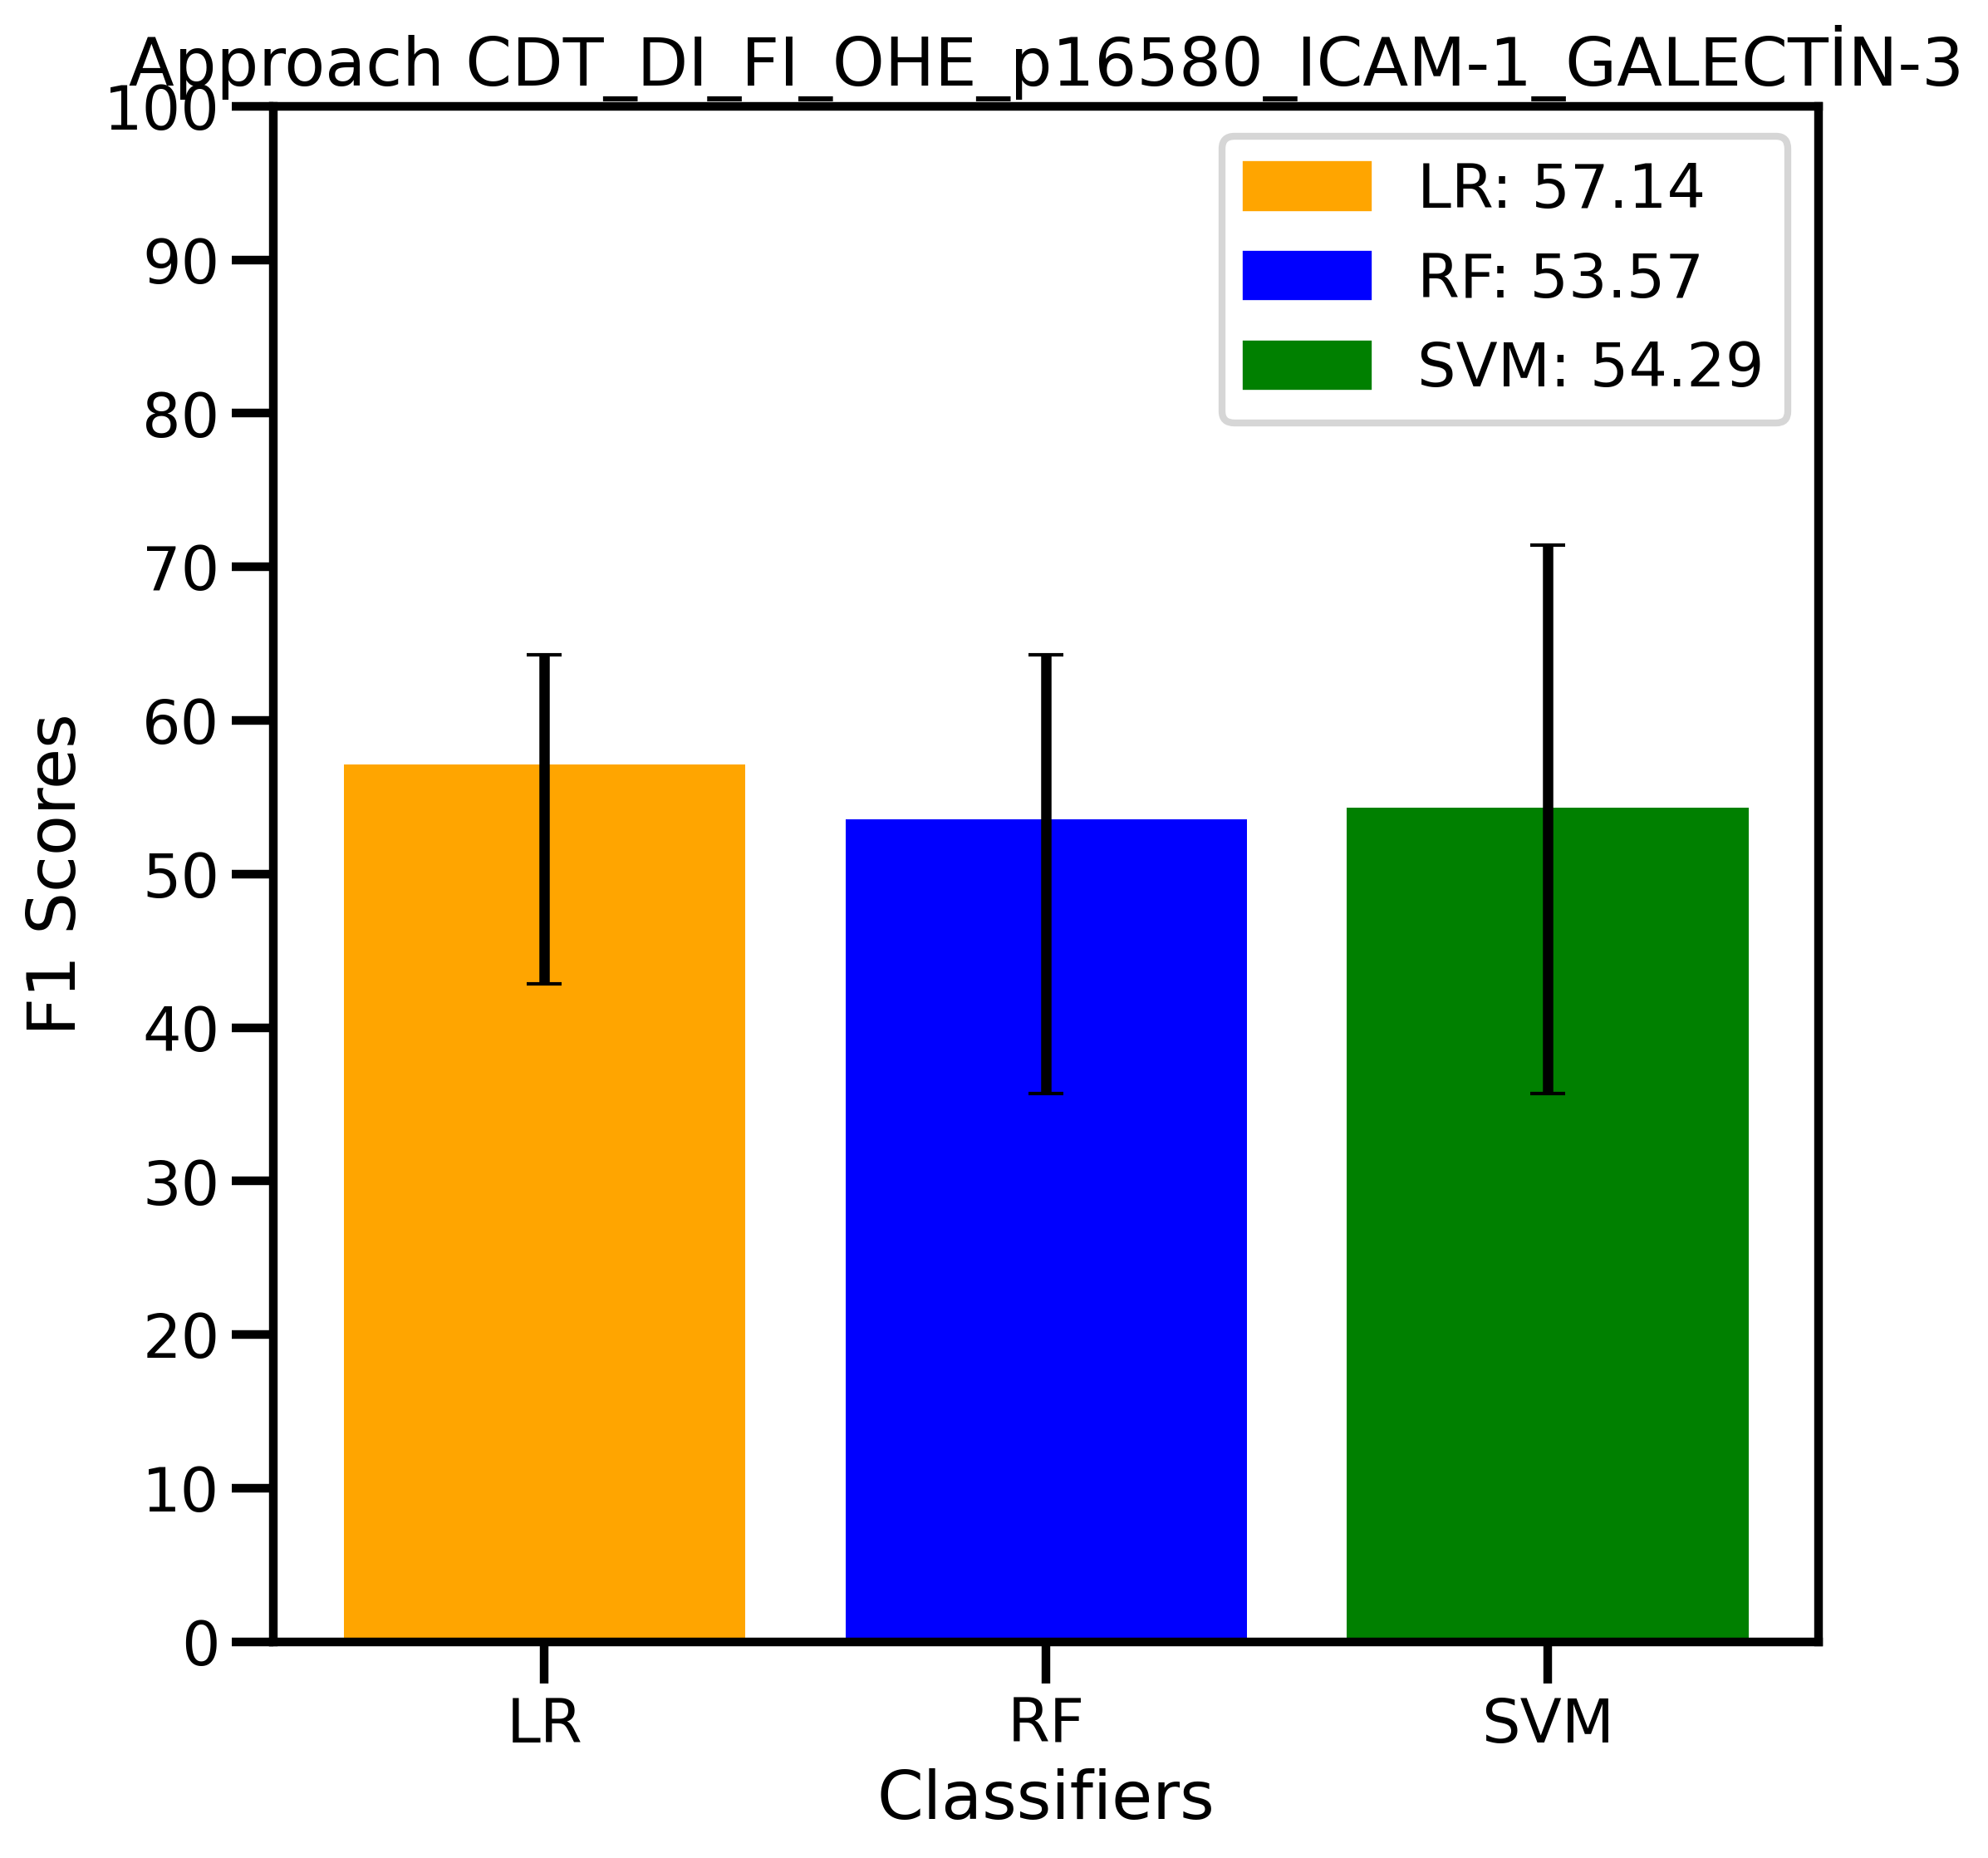 Approach CDT_DI_FI_OHE_p16580_ICAM-1_GALECTİN-3
100
90
80
70
60
50
40
30
20
10
0
F1 Scores
LR: 57.14
RF: 53.57
SVM: 54.29
LR
RF
SVM
Classifiers